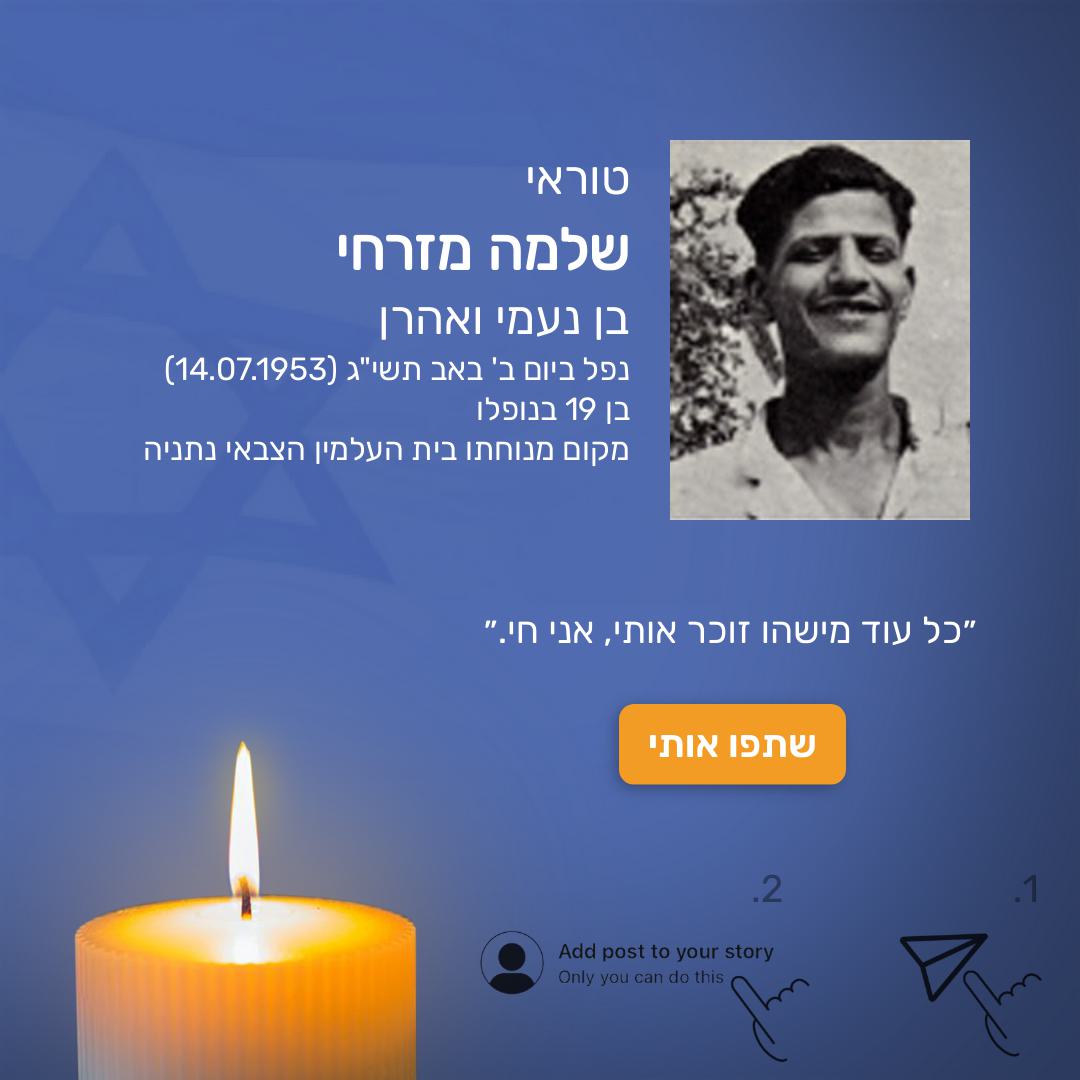 טוראי
שלמה מזרחי
בן נעמי ואהרן
נפל ביום ב' באב תשי"ג (14.07.1953)
בן 19 בנופלו
מקום מנוחתו בית העלמין הצבאי נתניה
״כל עוד מישהו זוכר אותי, אני חי.״
שתפו אותי
1.
2.
Add post to your story
Only you can do this